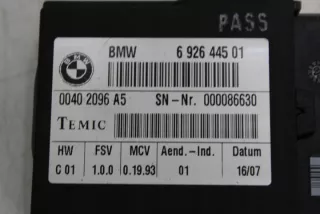 PASS
BMW 6 926 445 01
0040 2096 A5 SN-Nr. 000086630
TEMIC
HW FSV MCV Aend.-Ind. Datum
C 01 1.0.0 0.19.93 01 16/07